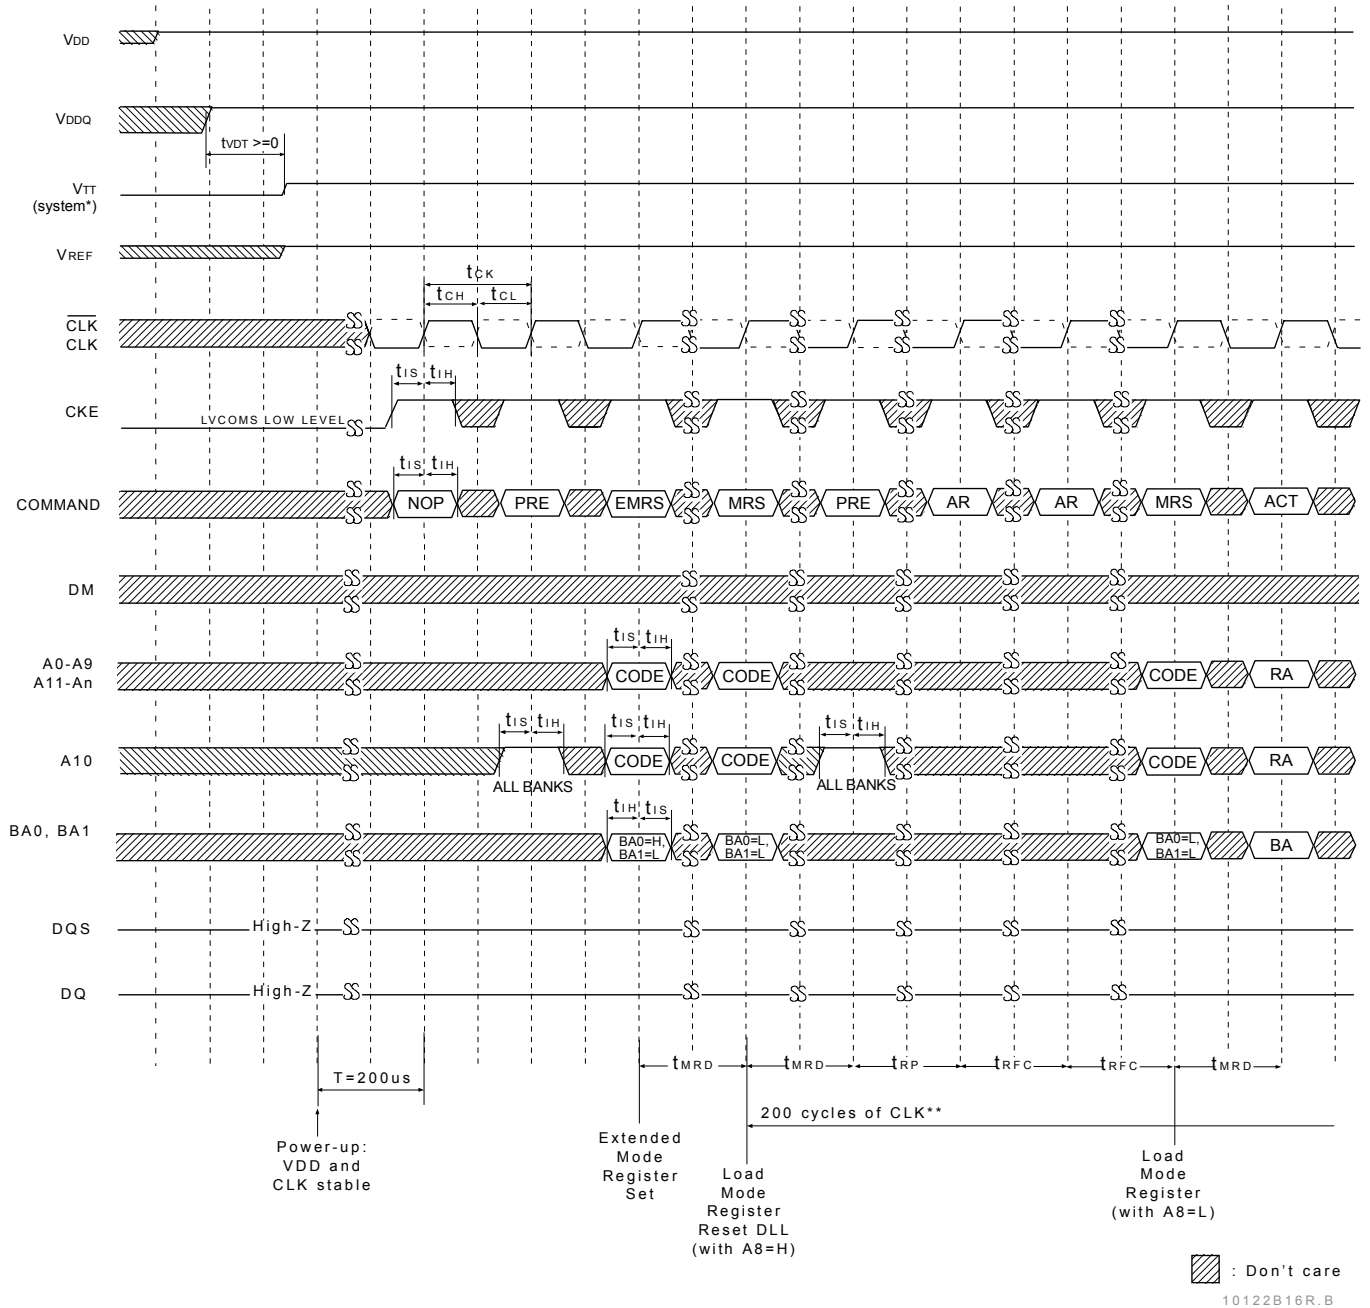 VDD
VDDQ
tVDT >=0
VTT
(system*)
VREF
tCK
tCH tCL
CLK
CLK
tIS tIH
CKE
LVCOMS LOW LEVEL
tIS tIH
COMMAND NOP PRE EMRS MRS PRE AR AR MRS ACT
DM
tIS tIH
A0-A9
A11-An
CODE CODE CODE RA
tIS tIH tIS tIH tIS tIH
A10 CODE CODE CODE RA
ALL BANKS ALL BANKS
tIH tIS
BA0, BA1
BA0=H, BA0=L, BA0=L,
BA1=L BA1=L BA1=L
BA
DQS High-Z
DQ High-Z
tMRD tMRD tRP tRFC tRFC tMRD
T=200us
200 cycles of CLK**
Power-up:
VDD and
CLK stable
Extended
Mode
Register
Set
Load
Mode
Register
Reset DLL
(with A8=H)
Load
Mode
Register
(with A8=L)
: Don't care
10122B16R.B